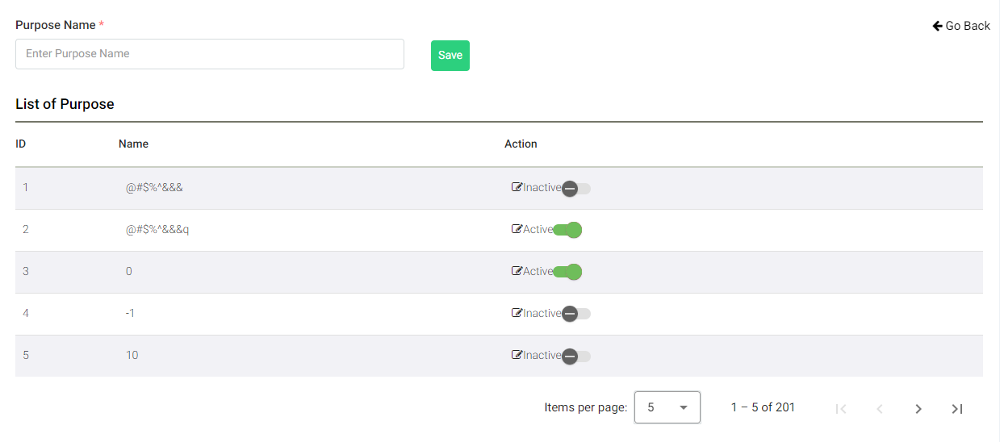 Purpose Name *
Go Back
Enter Purpose Name
Save
List of Purpose
ID Name Action
1 @#$%^&&& Inactive
2 @#$%^&&&q Active
3 0 Active
4 -1 Inactive
5 10 Inactive
Items per page: 5 1 – 5 of 201